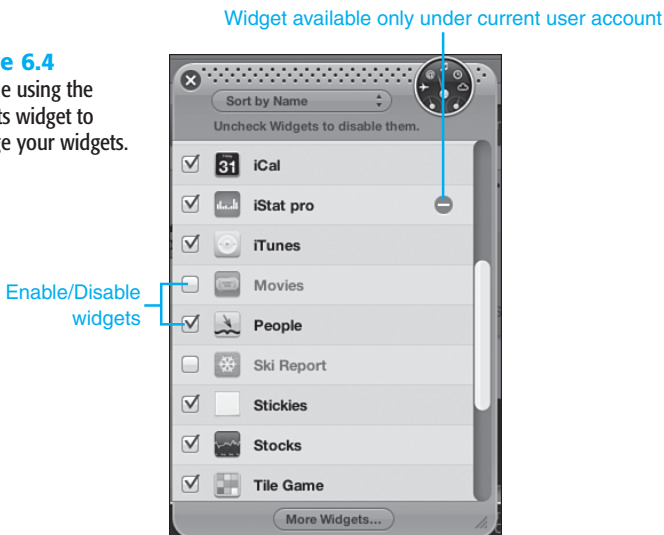 Widget available only under current user account
e 6.4
e using the
ts widget to
ge your widgets.
Sort by Name
Uncheck Widgets to disable them.
31
iCal
iStat pro
iTunes
Enable/Disable
widgets
Movies
People
Ski Report
Stickies
Stocks
Tile Game
More Widgets...